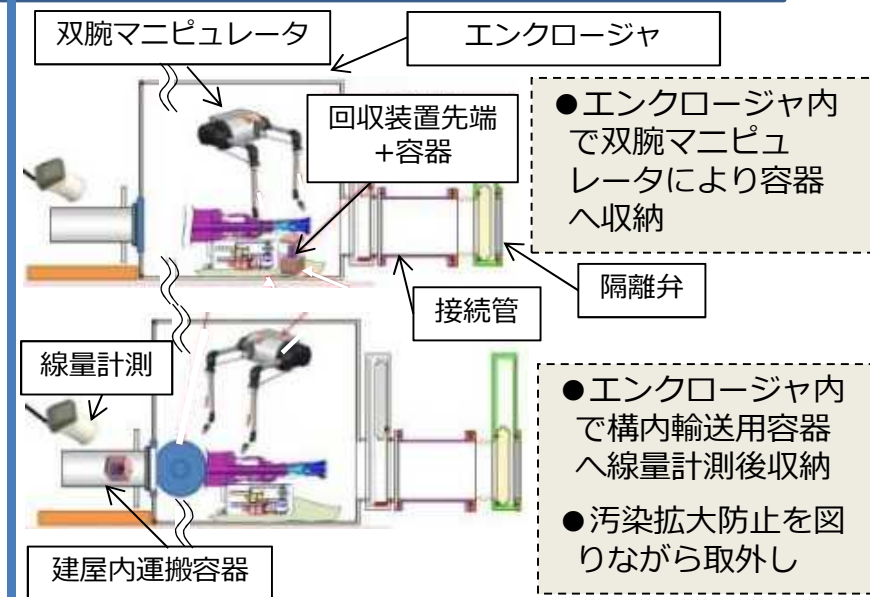 双腕マニピュレータ
エンクロージャ
回収装置先端
+容器
●エンクロージャ内
で双腕マニピュ
レータにより容器
へ収納
隔離弁
接続管
線量計測
●エンクロージャ内
で構内輸送用容器
へ線量計測後収納
●汚染拡大防止を図
りながら取外し
建屋内運搬容器